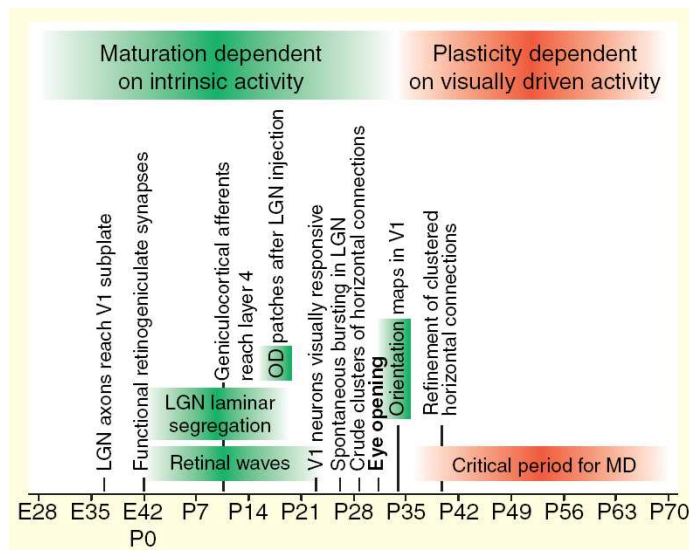 Maturation dependent
on intrinsic activity
Plasticity dependent
on visually driven activity
LGN axons reach V1 subplate
Functional retinogeniculate synapses
Geniculocortical afferents
reach layer 4
OD patches after LGN injection
V1 neurons visually responsive
Spontaneous bursting in LGN
Crude clusters of horizontal connections
Eye opening
Orientation maps in V1
Refinement of clustered
horizontal connections
LGN laminar
segregation
Retinal waves
Critical period for MD
E28 E35 E42 P7 P14 P21 P28 P35 P42 P49 P56 P63 P70
P0